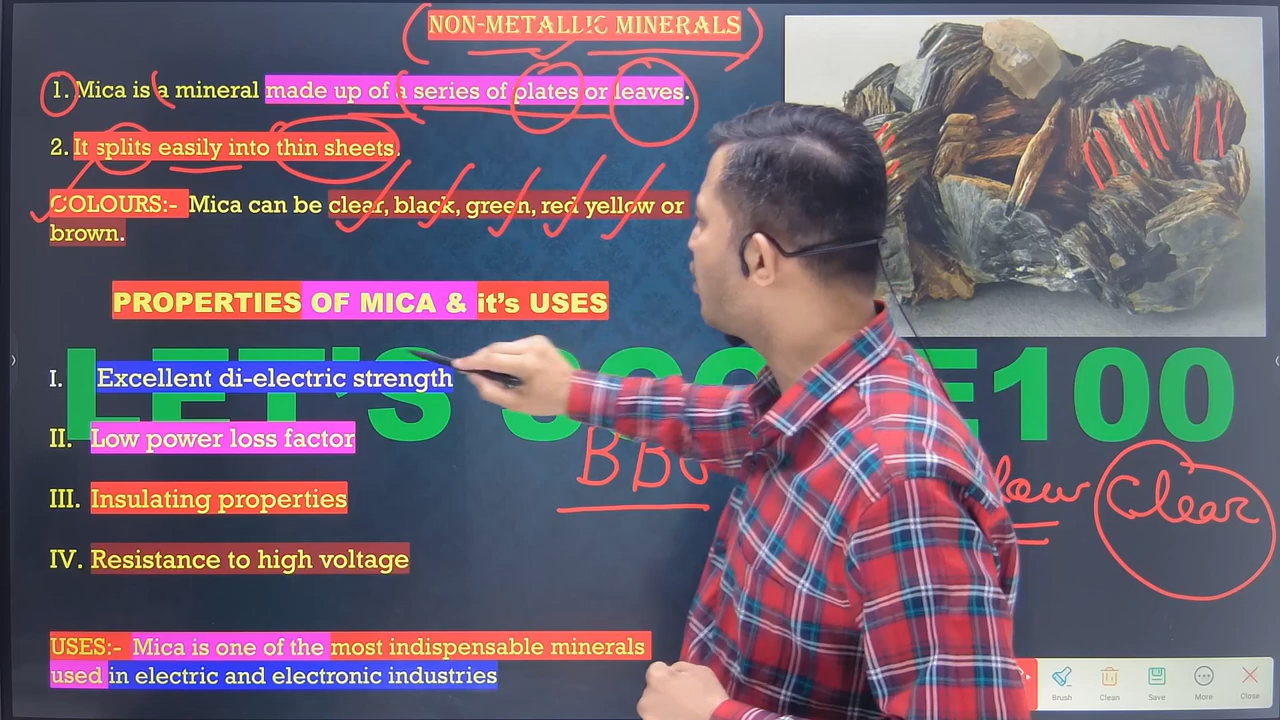 NON-METALLIC MINERALS
1. Mica is a mineral made up of a series of plates or leaves.
2. It splits easily into thin sheets.
COLOURS:- Mica can be clear, black, green, red yellow or
brown.
PROPERTIES OF MICA & it's USES
I. Excellent di-electric strength
LET'S
E100
II. Low power loss factor
Clear
III. Insulating properties
IV. Resistance to high voltage
USES:- Mica is one of the most indispensable minerals
used in electric and electronic industries
Brush Clean Save More Close